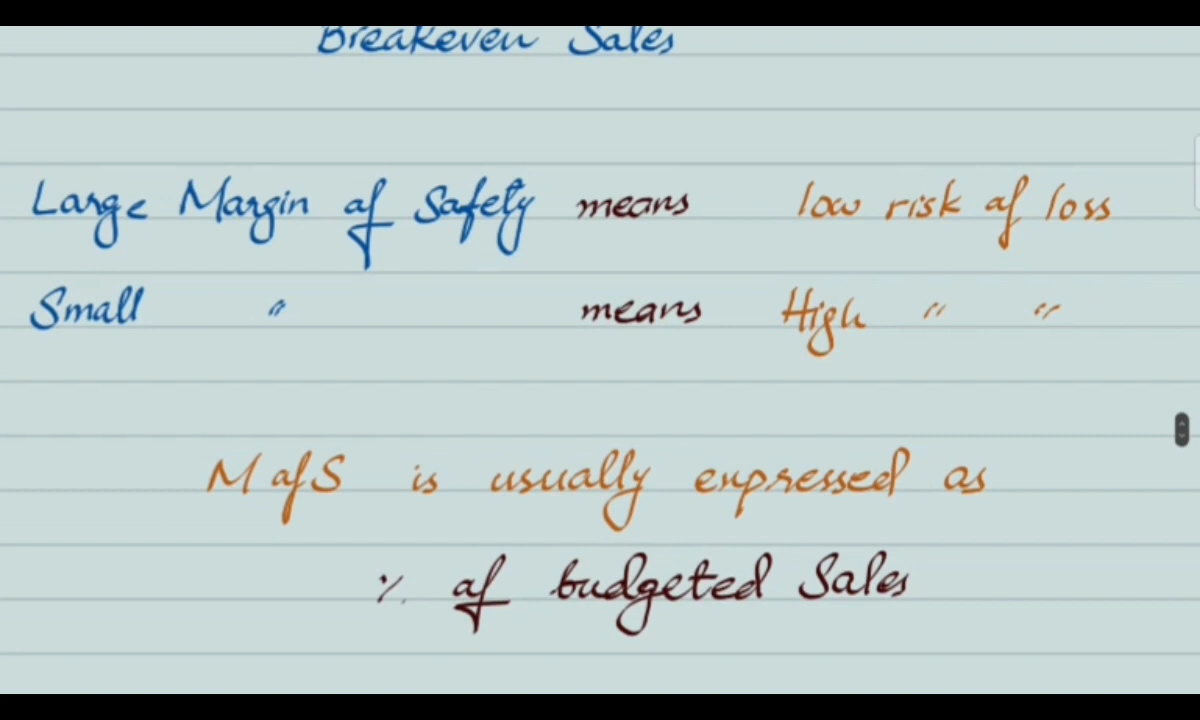 Breakeven Sales
Large Margin of Safety means low risk of loss
Small " means High " "
M of S is usually expressed as
% of budgeted Sales